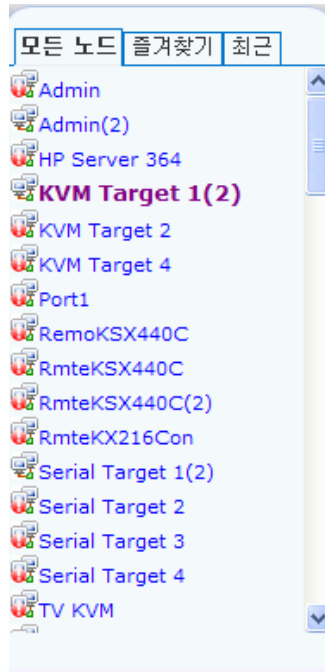 모든 노드 즐겨찾기 최근
Admin
Admin(2)
HP Server 364
KVM Target 1(2)
KVM Target 2
KVM Target 4
Port1
RemoKSX440C
RmteKSX440C
RmteKSX440C(2)
RmteKX216Con
Serial Target 1(2)
Serial Target 2
Serial Target 3
Serial Target 4
TV KVM